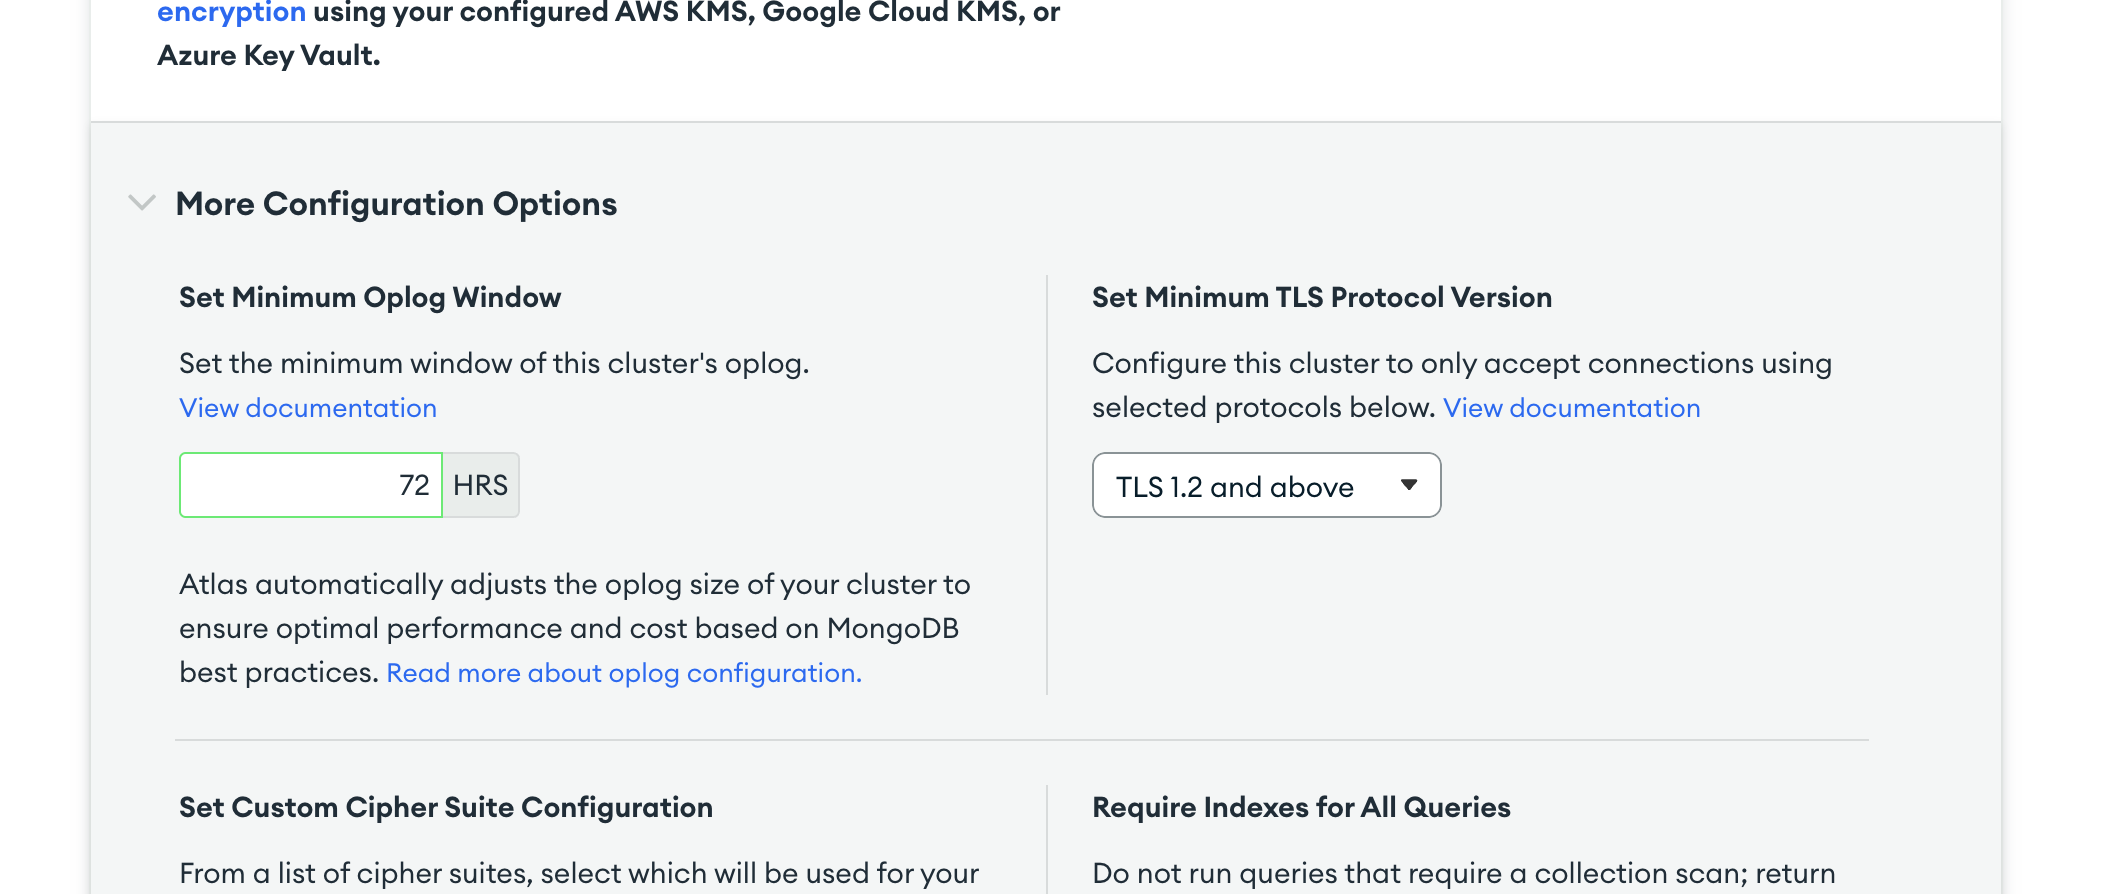 encryption using your configured AWS KMS, Google Cloud KMS, or
Azure Key Vault.
More Configuration Options
Set Minimum Oplog Window
Set the minimum window of this cluster's oplog.
View documentation
72 HRS
Atlas automatically adjusts the oplog size of your cluster to
ensure optimal performance and cost based on MongoDB
best practices. Read more about oplog configuration.
Set Minimum TLS Protocol Version
Configure this cluster to only accept connections using
selected protocols below. View documentation
TLS 1.2 and above
Set Custom Cipher Suite Configuration
From a list of cipher suites, select which will be used for your
Require Indexes for All Queries
Do not run queries that require a collection scan; return